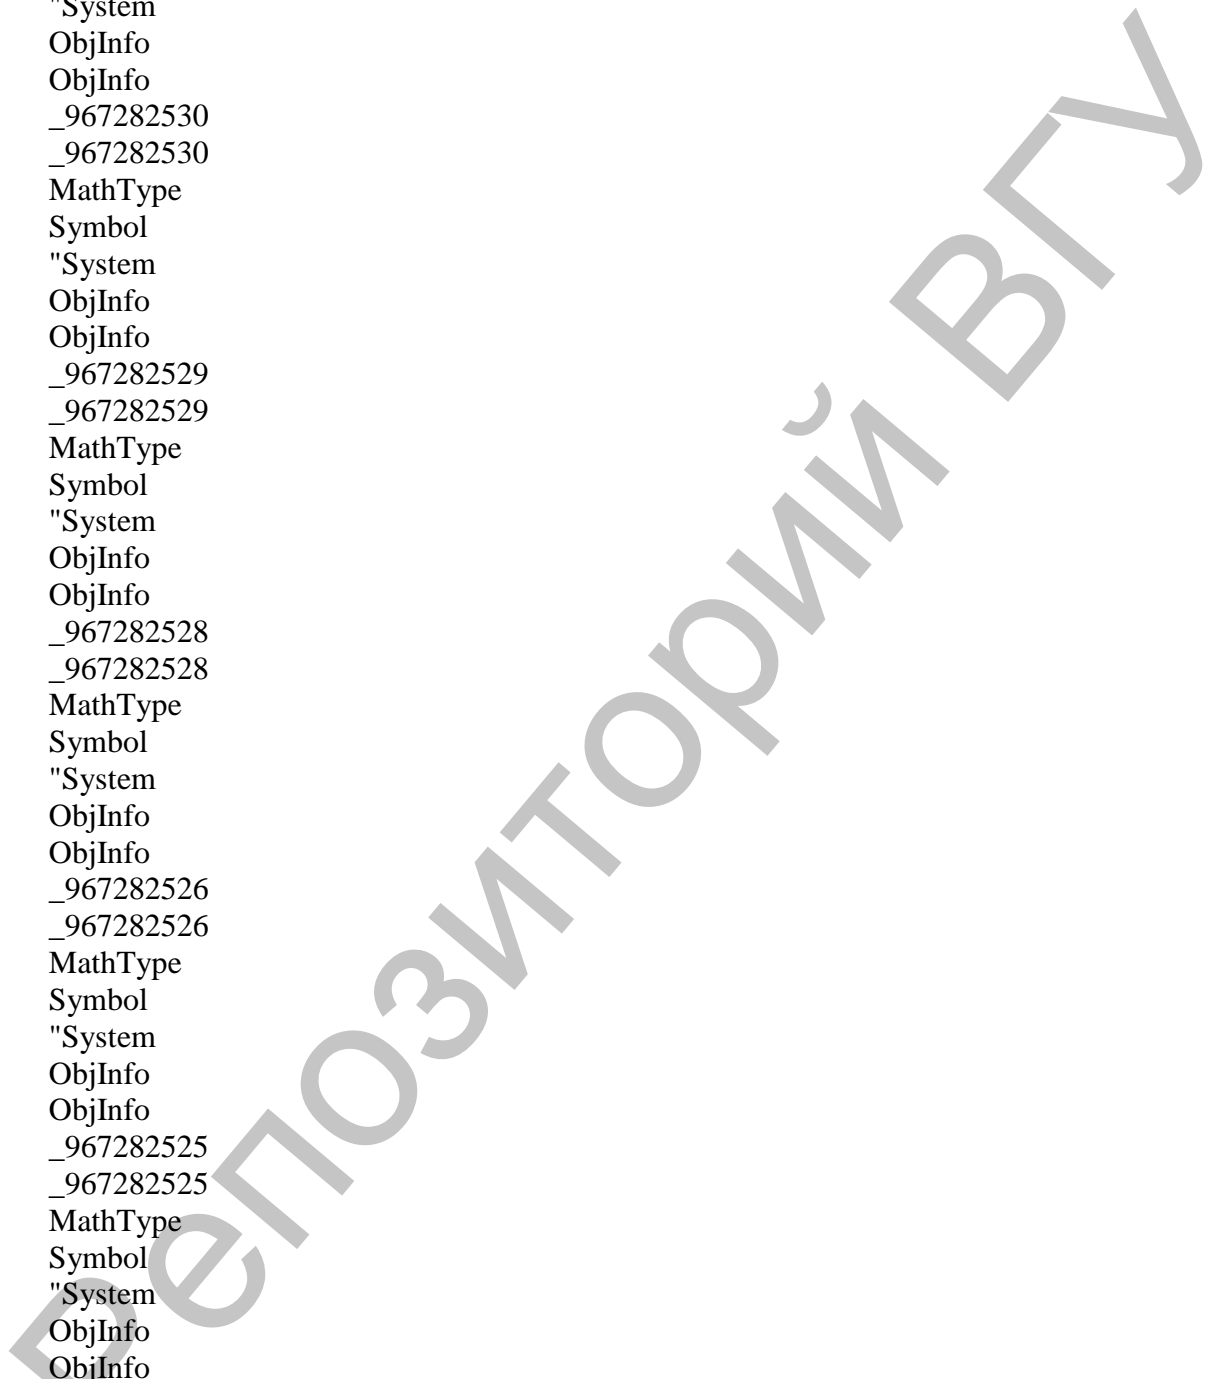 "System
ObjInfo
ObjInfo
_967282530
_967282530
MathType
Symbol
"System
ObjInfo
ObjInfo
_967282529
_967282529
MathType
Symbol
"System
ObjInfo
ObjInfo
_967282528
_967282528
MathType
Symbol
"System
ObjInfo
ObjInfo
_967282526
_967282526
MathType
Symbol
"System
ObjInfo
ObjInfo
_967282525
_967282525
MathType
Symbol
"System
ObjInfo
ObjInfo
Репозиторий ВГУ